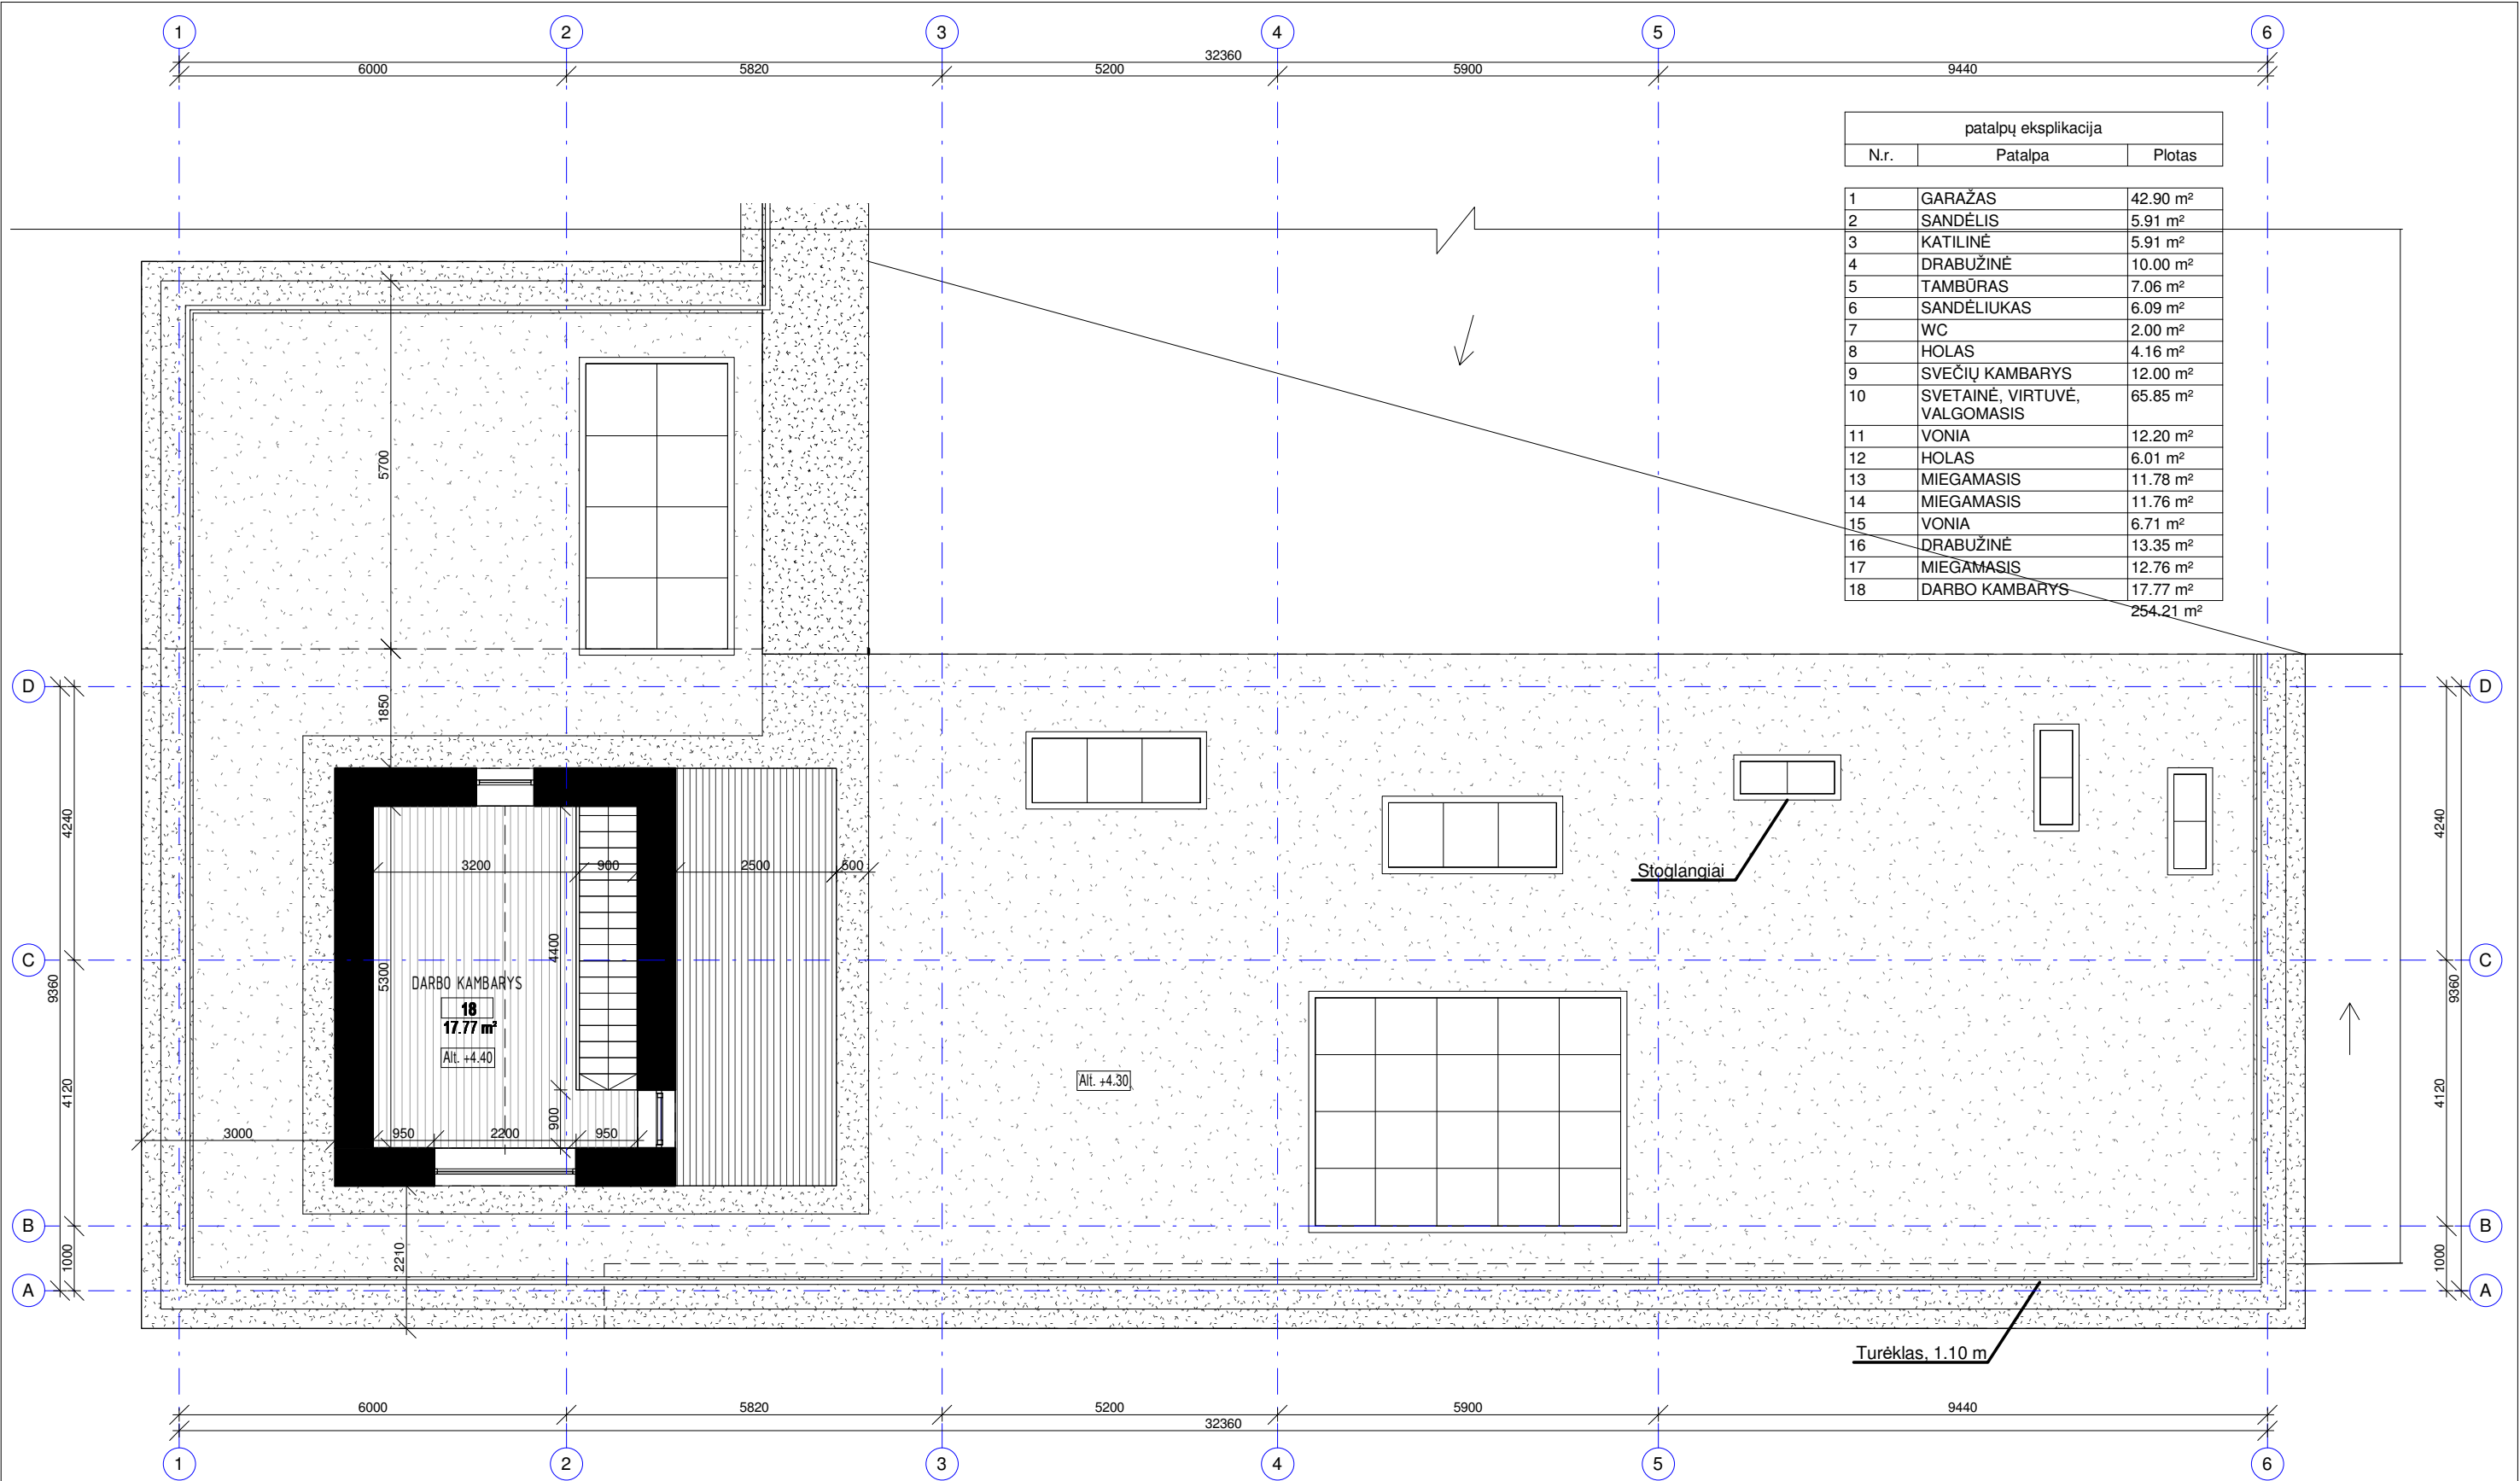 1 2 3 4 5 6
32360
6000 5820 5200 5900 9440
patalpų eksplikacija
N.r. Patalpa Plotas
1 GARAŽAS 42.90 m²
2 SANDĖLIS 5.91 m²
3 KATILINĖ 5.91 m²
4 DRABUŽINĖ 10.00 m²
5 TAMBŪRAS 7.06 m²
6 SANDĖLIUKAS 6.09 m²
7 WC 2.00 m²
8 HOLAS 4.16 m²
9 SVEČIŲ KAMBARYS 12.00 m²
10 SVETAINĖ, VIRTUVĖ, 65.85 m²
VALGOMASIS
11 VONIA 12.20 m²
12 HOLAS 6.01 m²
13 MIEGAMASIS 11.78 m²
14 MIEGAMASIS 11.76 m²
15 VONIA 6.71 m²
16 DRABUŽINĖ 13.35 m²
17 MIEGAMASIS 12.76 m²
18 DARBO KAMBARYS 17.77 m²
254.21 m²
5700
D D
1850
4240 4240
3200 900 2500 500
Stoglangiai
4400
C C
5300
DARBO KAMBARYS
9360 9360
18
17.77 m²
Alt. +4.40
Alt. +4.30
4120 4120
900
3000 950 2200 950
B B
2210
1000 1000
A A
Turėklas, 1.10 m
6000 5820 5200 5900 9440
32360
1 2 3 4 5 6